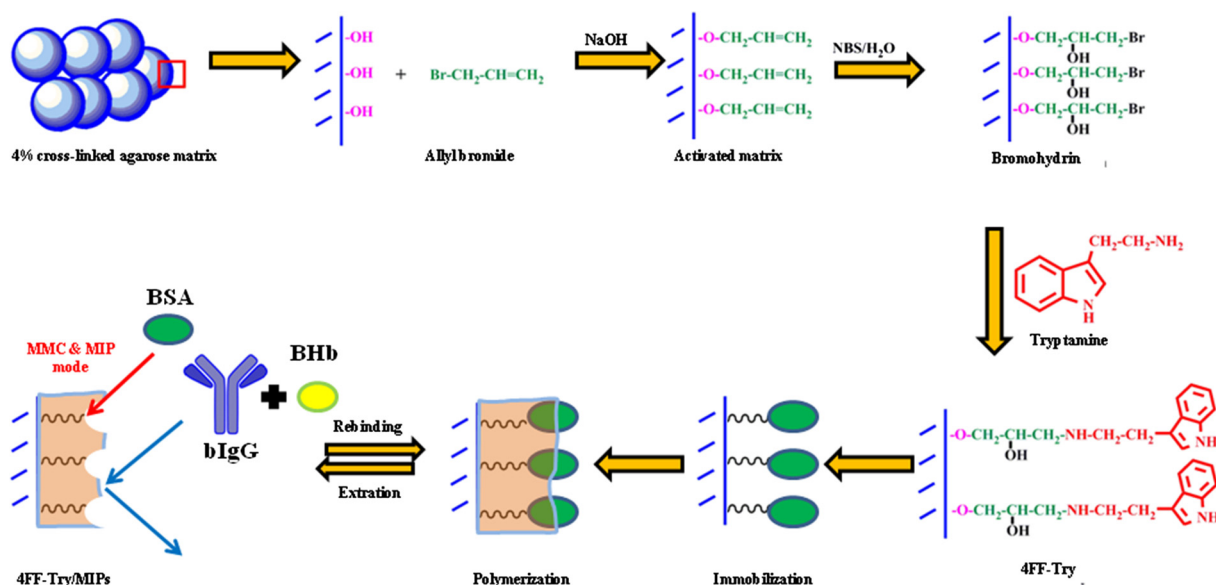 -OH
-OH
-OH
+
Br-CH₂-CH=CH₂
NaOH
-O-CH₂-CH=CH₂
-O-CH₂-CH=CH₂
-O-CH₂-CH=CH₂
NBS/H₂O
-O-CH₂-CH-CH₂-Br
OH
-O-CH₂-CH-CH₂-Br
OH
-O-CH₂-CH-CH₂-Br
OH
4% cross-linked agarose matrix
Allyl bromide
Activated matrix
Bromohydrin
CH₂-CH₂-NH₂
N
H
Tryptamine
BSA
MMC & MIP
mode
BHb
bIgG
Rebinding
Extration
-O-CH₂-CH-CH₂-NH-CH₂-CH₂
OH
NH
-O-CH₂-CH-CH₂-NH-CH₂-CH₂
OH
NH
4FF-Try/MIPs
Polymerization
Immobilization
4FF-Try